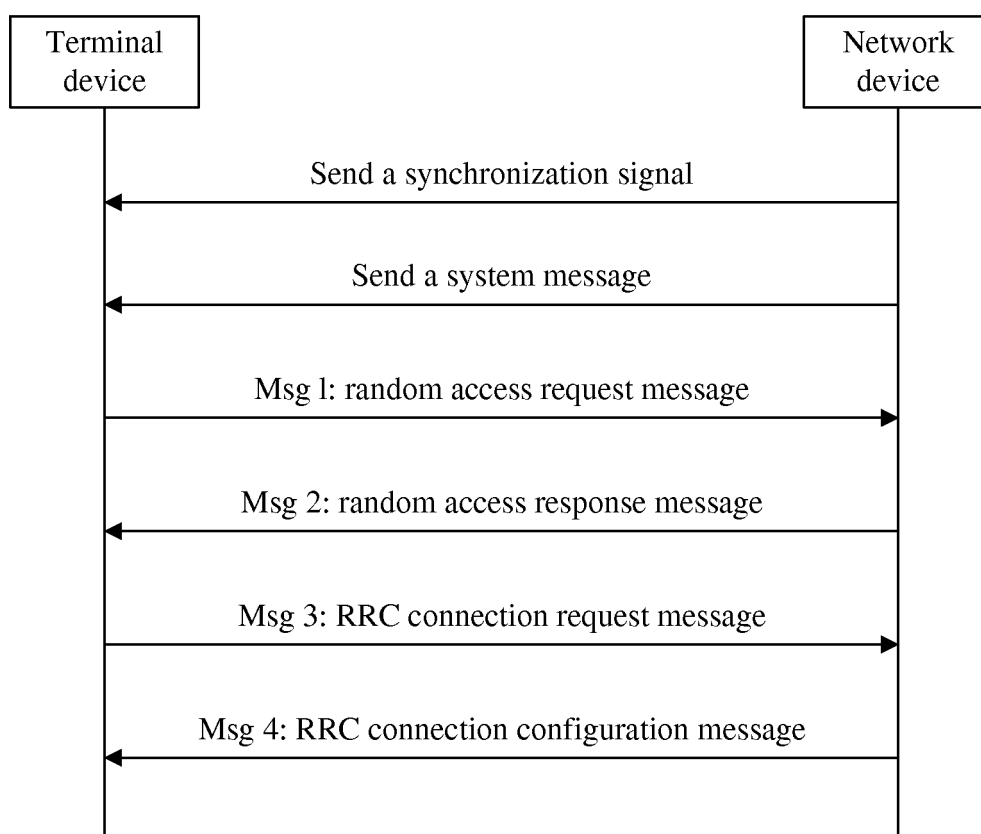 Terminal
device
Network
device
Send a synchronization signal
Send a system message
Msg 1: random access request message
Msg 2: random access response message
Msg 3: RRC connection request message
Msg 4: RRC connection configuration message